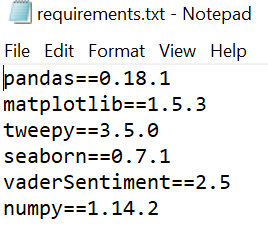 requirements.txt - Notepad
File Edit Format View Help
pandas==0.18.1
matplotlib==1.5.3
tweepy==3.5.0
seaborn==0.7.1
vaderSentiment==2.5
numpy==1.14.2